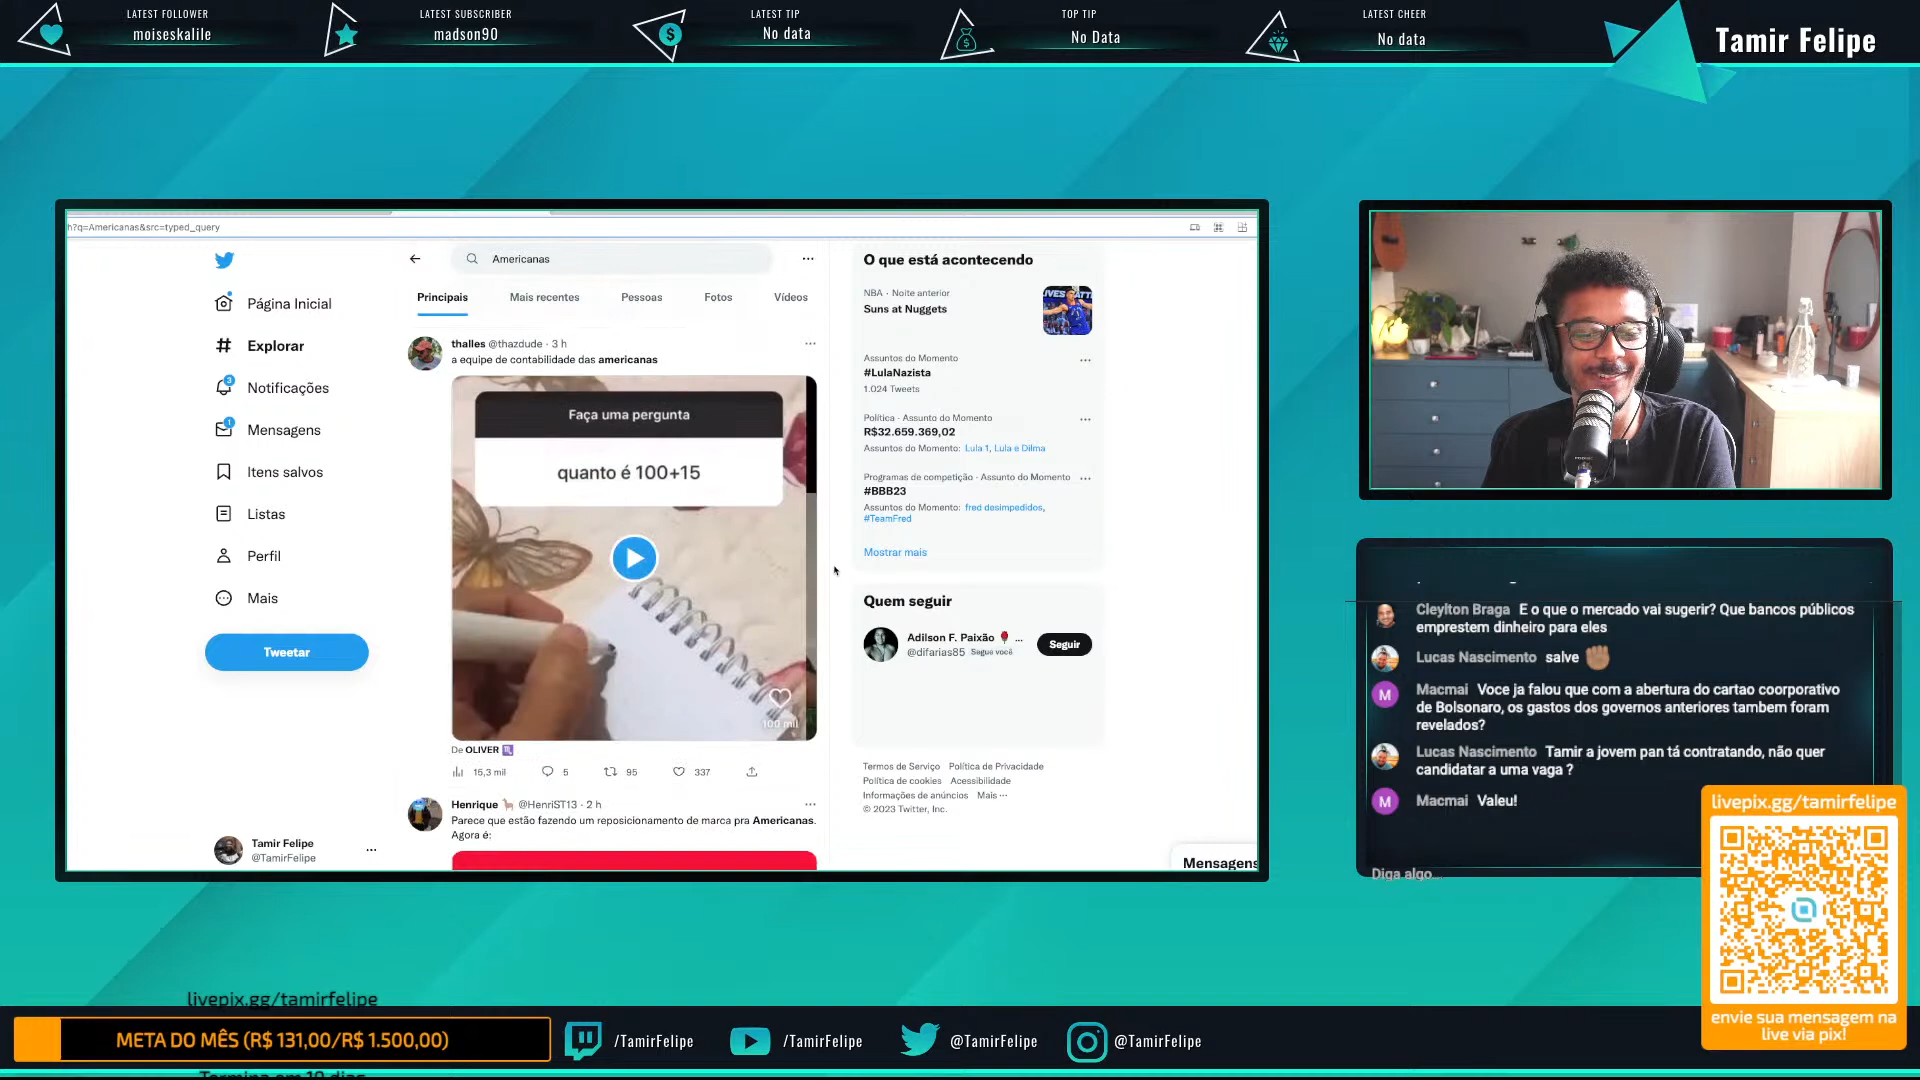 LATEST FOLLOWER
moiseskalile
LATEST SUBSCRIBER
madson90
LATEST TIP
No data
TOP TIP
No Data
LATEST CHEER
No data
Tamir Felipe
h?q=Americanas&src=typed_query
Página Inicial
Explorar
3
Notificações
1
Mensagens
Itens salvos
Listas
Perfil
Mais
Tweetar
Tamir Felipe
@TamirFelipe
Americanas
Principais
Mais recentes
Pessoas
Fotos
Vídeos
thalles @thazdude · 3 h
a equipe de contabilidade das americanas
Faça uma pergunta
quanto é 100+15
100 mil
De OLIVER
15,3 mil
5
95
337
Henrique @HenriST13 · 2 h
Parece que estão fazendo um reposicionamento de marca pra Americanas.
Agora é:
O que está acontecendo
NBA · Noite anterior
Suns at Nuggets
Assuntos do Momento
#LulaNazista
1.024 Tweets
Política · Assunto do Momento
R$32.659.369,02
Assuntos do Momento: Lula 1, Lula e Dilma
Programas de competição · Assunto do Momento
#BBB23
Assuntos do Momento: fred desimpedidos,
#TeamFred
Mostrar mais
Quem seguir
Adilson F. Paixão 🌹 ...
@difarias85 Segue você
Seguir
Termos de Serviço Política de Privacidade
Política de cookies Acessibilidade
Informações de anúncios Mais ···
© 2023 Twitter, Inc.
Mensagens
Cleylton Braga E o que o mercado vai sugerir? Que bancos públicos
emprestem dinheiro para eles
Lucas Nascimento salve ✊🏽
M
Macmai Voce ja falou que com a abertura do cartao coorporativo
de Bolsonaro, os gastos dos governos anteriores tambem foram
revelados?
Lucas Nascimento Tamir a jovem pan tá contratando, não quer
candidatar a uma vaga ?
M
Macmai Valeu!
Diga algo...
livepix.gg/tamirfelipe
envie sua mensagem na
live via pix!
livepix.gg/tamirfelipe
META DO MÊS (R$ 131,00/R$ 1.500,00)
Termina em 19 dias
/TamirFelipe
/TamirFelipe
@TamirFelipe
@TamirFelipe